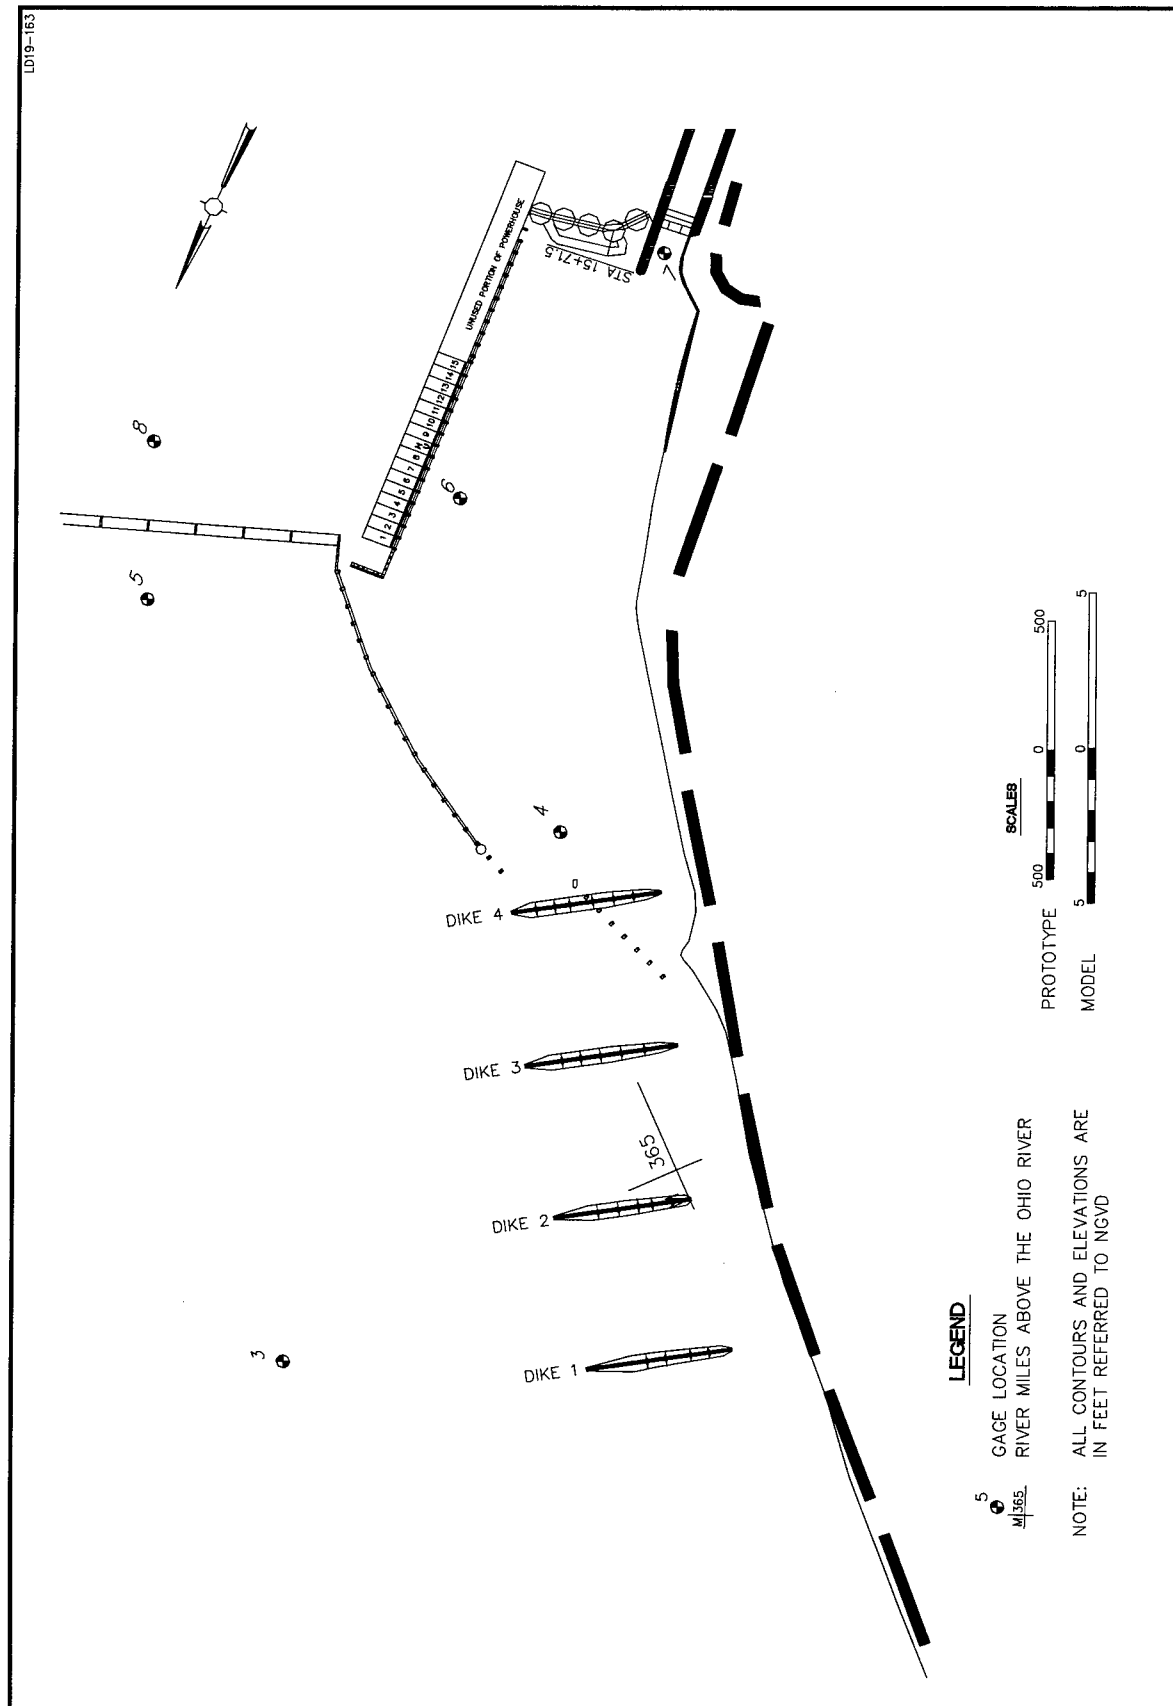 LD19-163
8
5
6
7
4
3
UNUSED PORTION OF POWERHOUSE
1 2 3 4 5 6 7 8 9 10 11 12 13 14 15
STA 15+71.5
DIKE 4
DIKE 3
365
DIKE 2
DIKE 1
SCALES
PROTOTYPE 500 0 500
MODEL 5 0 5
LEGEND
5 GAGE LOCATION
M 365 RIVER MILES ABOVE THE OHIO RIVER
NOTE: ALL CONTOURS AND ELEVATIONS ARE
IN FEET REFERRED TO NGVD